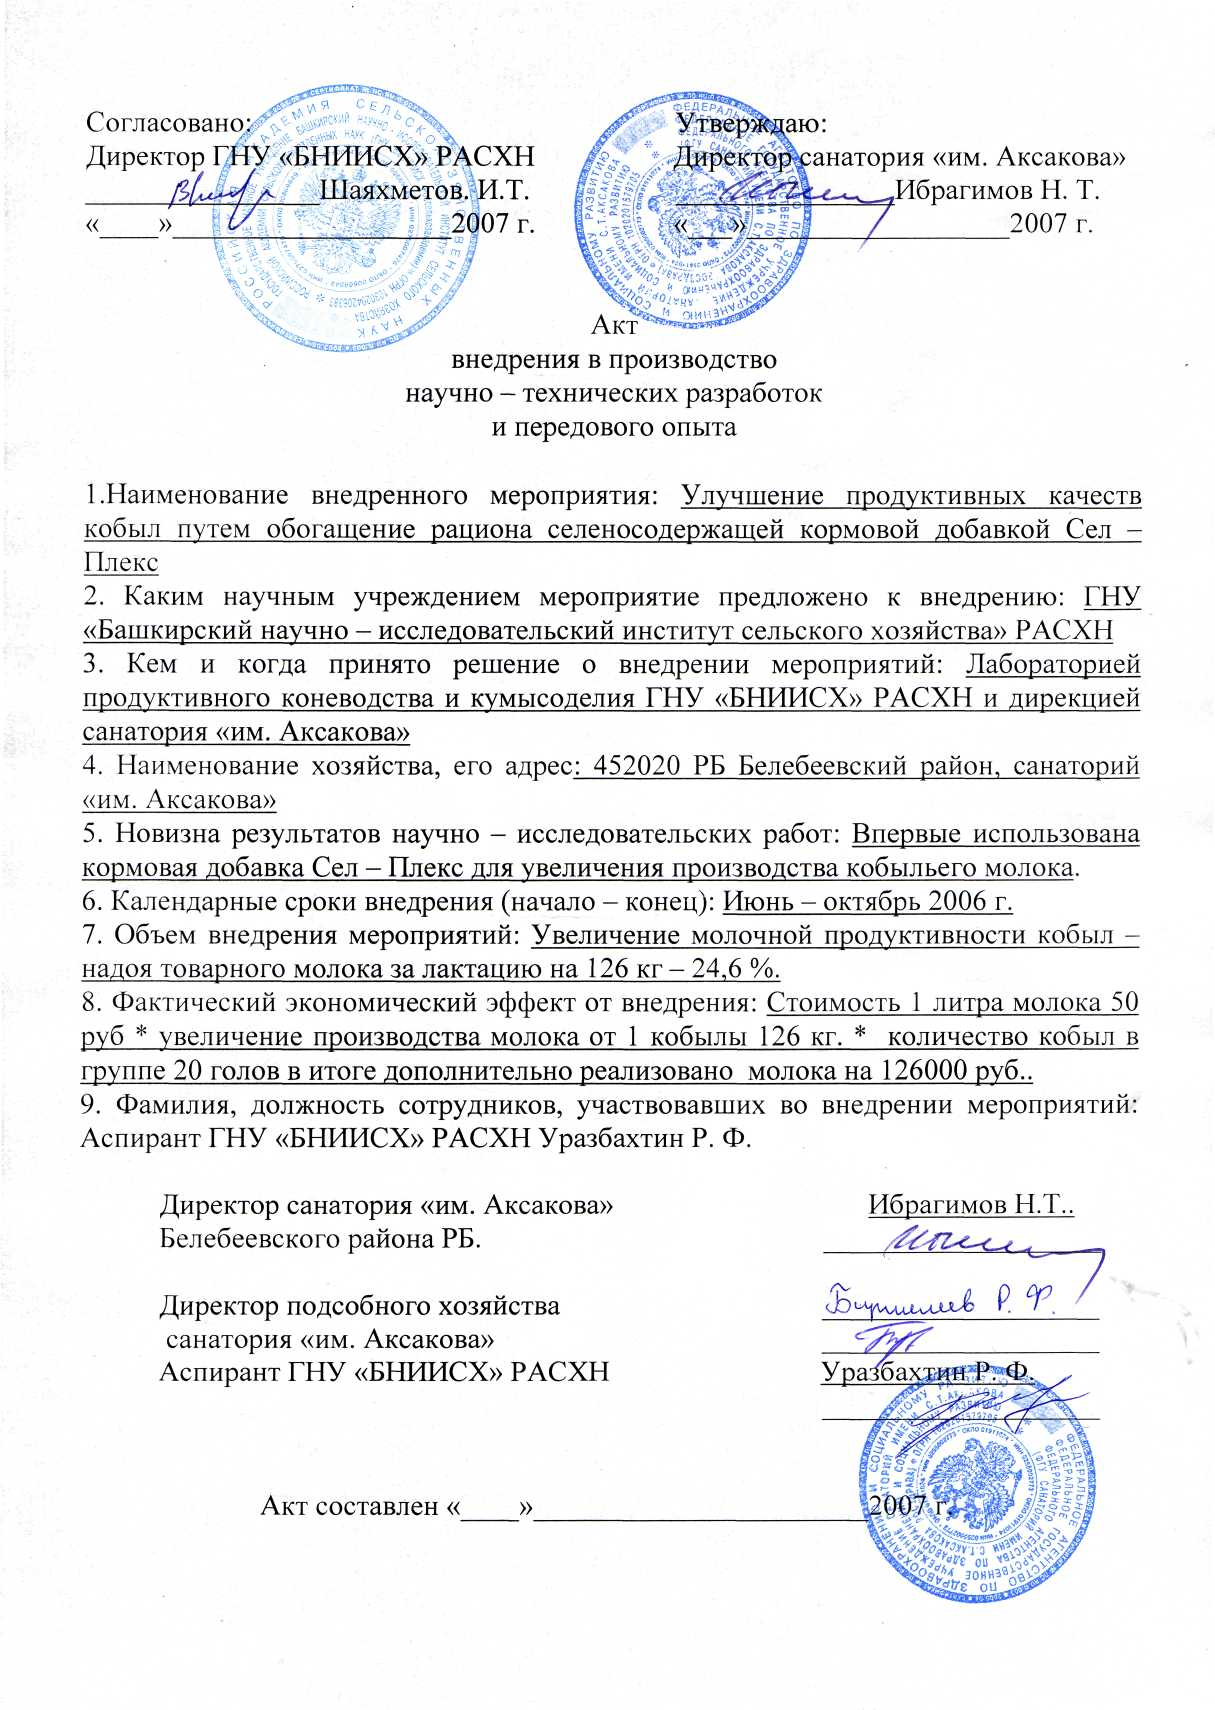 Согласовано: Утверждаю:
Директор ГНУ «БНИИСХ» РАСХН Директор санатория «им. Аксакова»
________________Шаяхметов. И.Т. _______________Ибрагимов Н. Т.
«____»___________________2007 г. «____»__________________2007 г.
Акт
внедрения в производство
научно – технических разработок
и передового опыта
1.Наименование внедренного мероприятия: Улучшение продуктивных качеств
кобыл путем обогащение рациона селеносодержащей кормовой добавкой Сел –
Плекс
2. Каким научным учреждением мероприятие предложено к внедрению: ГНУ
«Башкирский научно – исследовательский институт сельского хозяйства» РАСХН
3. Кем и когда принято решение о внедрении мероприятий: Лабораторией
продуктивного коневодства и кумысоделия ГНУ «БНИИСХ» РАСХН и дирекцией
санатория «им. Аксакова»
4. Наименование хозяйства, его адрес: 452020 РБ Белебеевский район, санаторий
«им. Аксакова»
5. Новизна результатов научно – исследовательских работ: Впервые использована
кормовая добавка Сел – Плекс для увеличения производства кобыльего молока.
6. Календарные сроки внедрения (начало – конец): Июнь – октябрь 2006 г.
7. Объем внедрения мероприятий: Увеличение молочной продуктивности кобыл –
надоя товарного молока за лактацию на 126 кг – 24,6 %.
8. Фактический экономический эффект от внедрения: Стоимость 1 литра молока 50
руб * увеличение производства молока от 1 кобылы 126 кг. * количество кобыл в
группе 20 голов в итоге дополнительно реализовано молока на 126000 руб..
9. Фамилия, должность сотрудников, участвовавших во внедрении мероприятий:
Аспирант ГНУ «БНИИСХ» РАСХН Уразбахтин Р. Ф.
Директор санатория «им. Аксакова» Ибрагимов Н.Т..
Белебеевского района РБ. ___________________
Директор подсобного хозяйства Р. Ф.
санатория «им. Аксакова» ___________________
Аспирант ГНУ «БНИИСХ» РАСХН Уразбахтин Р. Ф.
___________________
Акт составлен «____»_______________________2007 г.